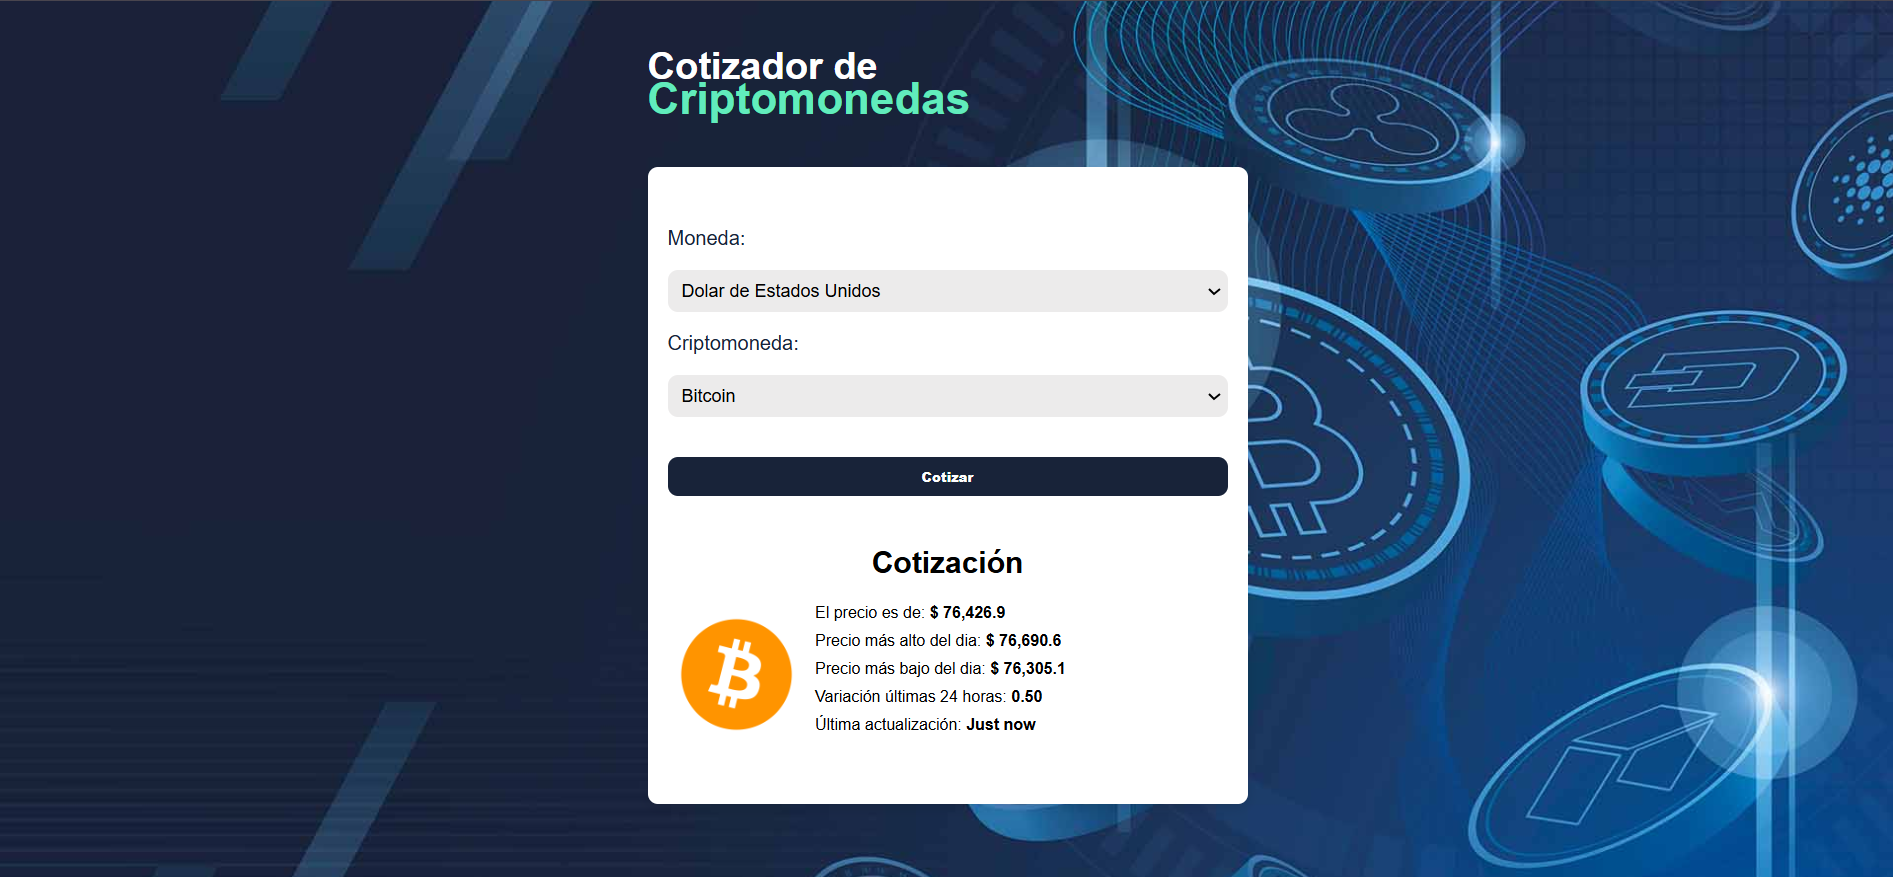 Cotizador de
Criptomonedas
Moneda:
Dolar de Estados Unidos
Criptomoneda:
Bitcoin
Cotizar
Cotización
El precio es de: $ 76,426.9
Precio más alto del dia: $ 76,690.6
Precio más bajo del dia: $ 76,305.1
Variación últimas 24 horas: 0.50
Última actualización: Just now